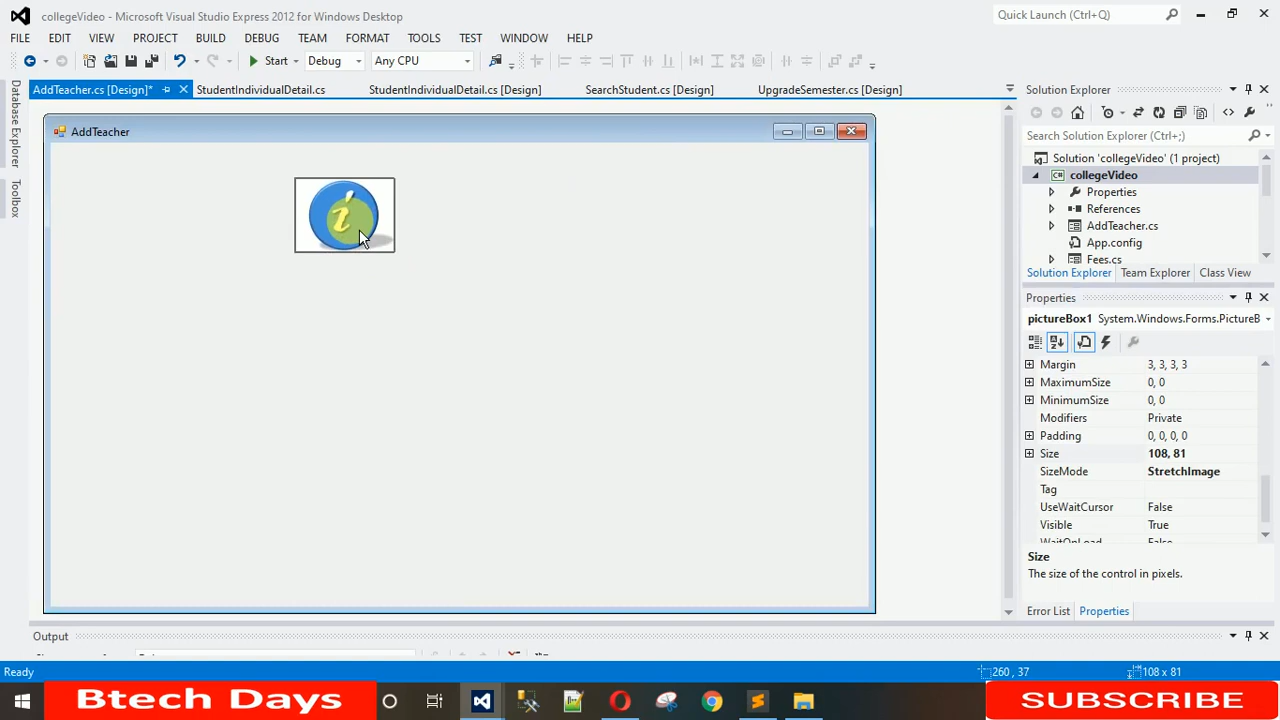 collegeVideo - Microsoft Visual Studio Express 2012 for Windows Desktop
Quick Launch (Ctrl+Q)
FILE EDIT VIEW PROJECT BUILD DEBUG TEAM FORMAT TOOLS TEST WINDOW HELP
Start Debug Any CPU
AddTeacher.cs [Design]* StudentIndividualDetail.cs StudentIndividualDetail.cs [Design] SearchStudent.cs [Design] UpgradeSemester.cs [Design]
Database Explorer
Toolbox
AddTeacher
i
Solution Explorer
Search Solution Explorer (Ctrl+;)
Solution 'collegeVideo' (1 project)
C# collegeVideo
Properties
References
AddTeacher.cs
App.config
Fees.cs
Solution Explorer Team Explorer Class View
Properties
pictureBox1 System.Windows.Forms.PictureB
Margin 3, 3, 3, 3
MaximumSize 0, 0
MinimumSize 0, 0
Modifiers Private
Padding 0, 0, 0, 0
Size 108, 81
SizeMode StretchImage
Tag
UseWaitCursor False
Visible True
WaitOnLoad False
Size
The size of the control in pixels.
Error List Properties
Output
Ready 260 , 37 108 x 81
Btech Days
SUBSCRIBE